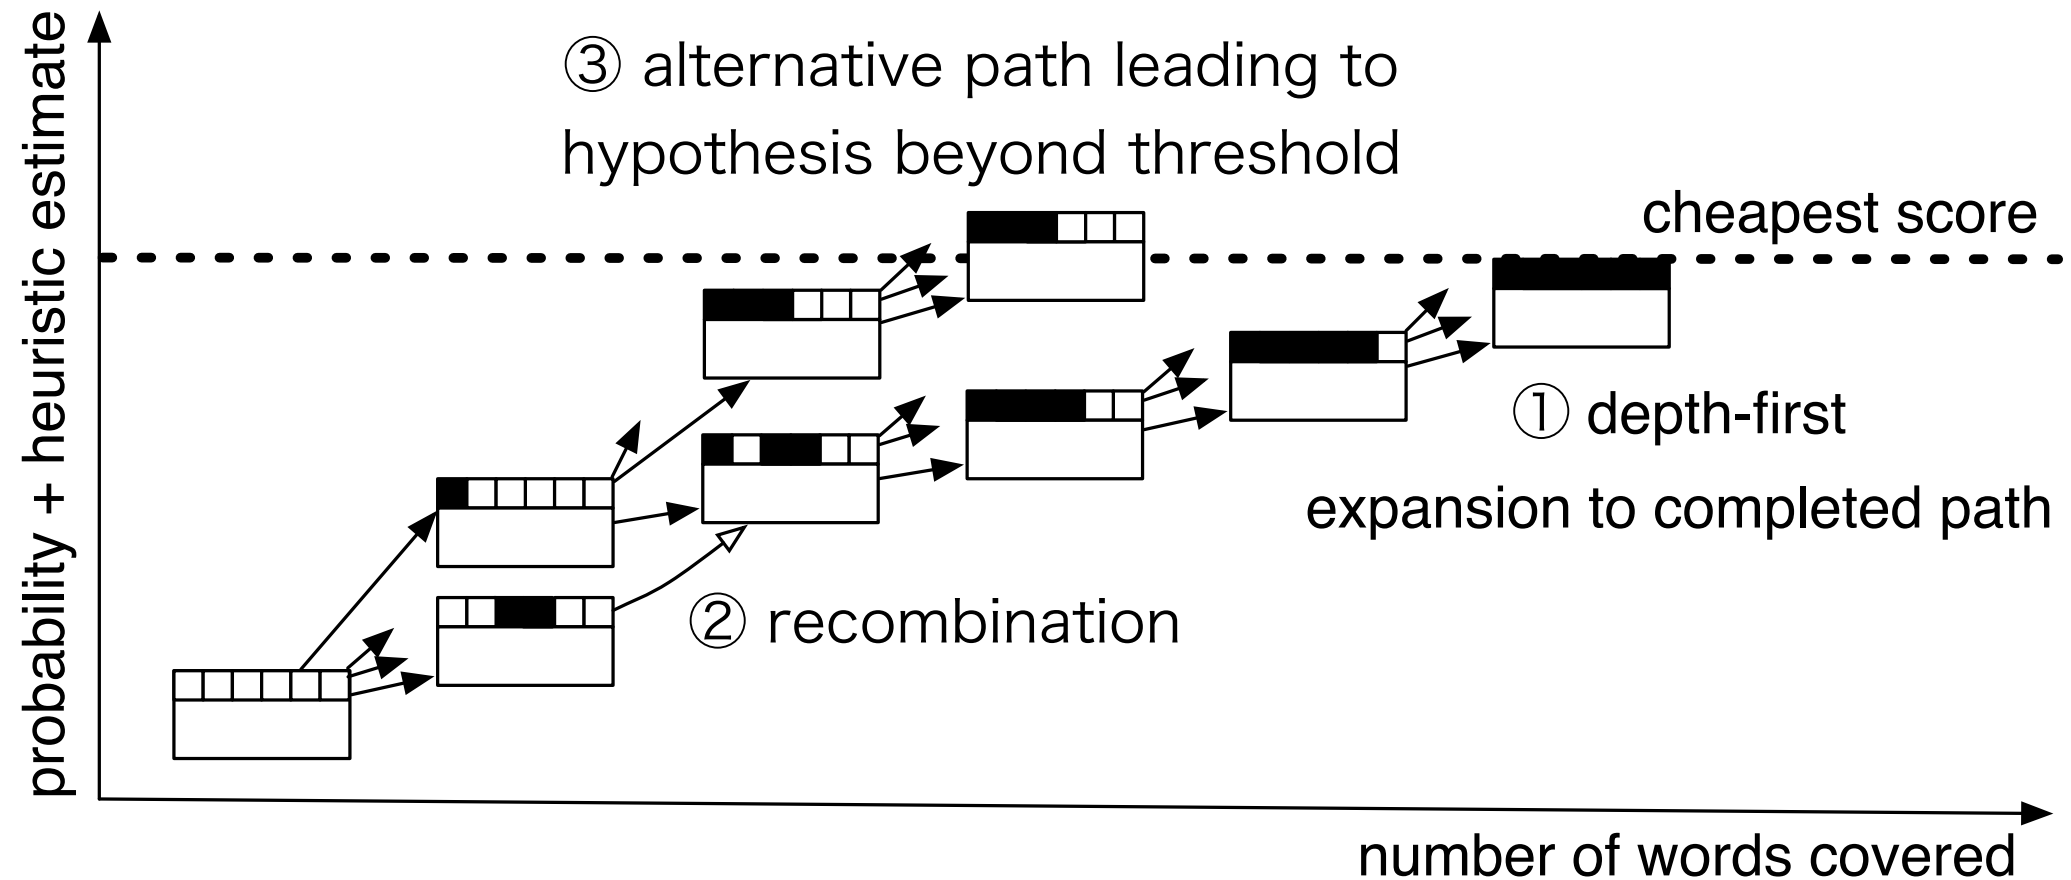 probability + heuristic estimate
③ alternative path leading to
hypothesis beyond threshold
cheapest score
① depth-first
expansion to completed path
② recombination
number of words covered